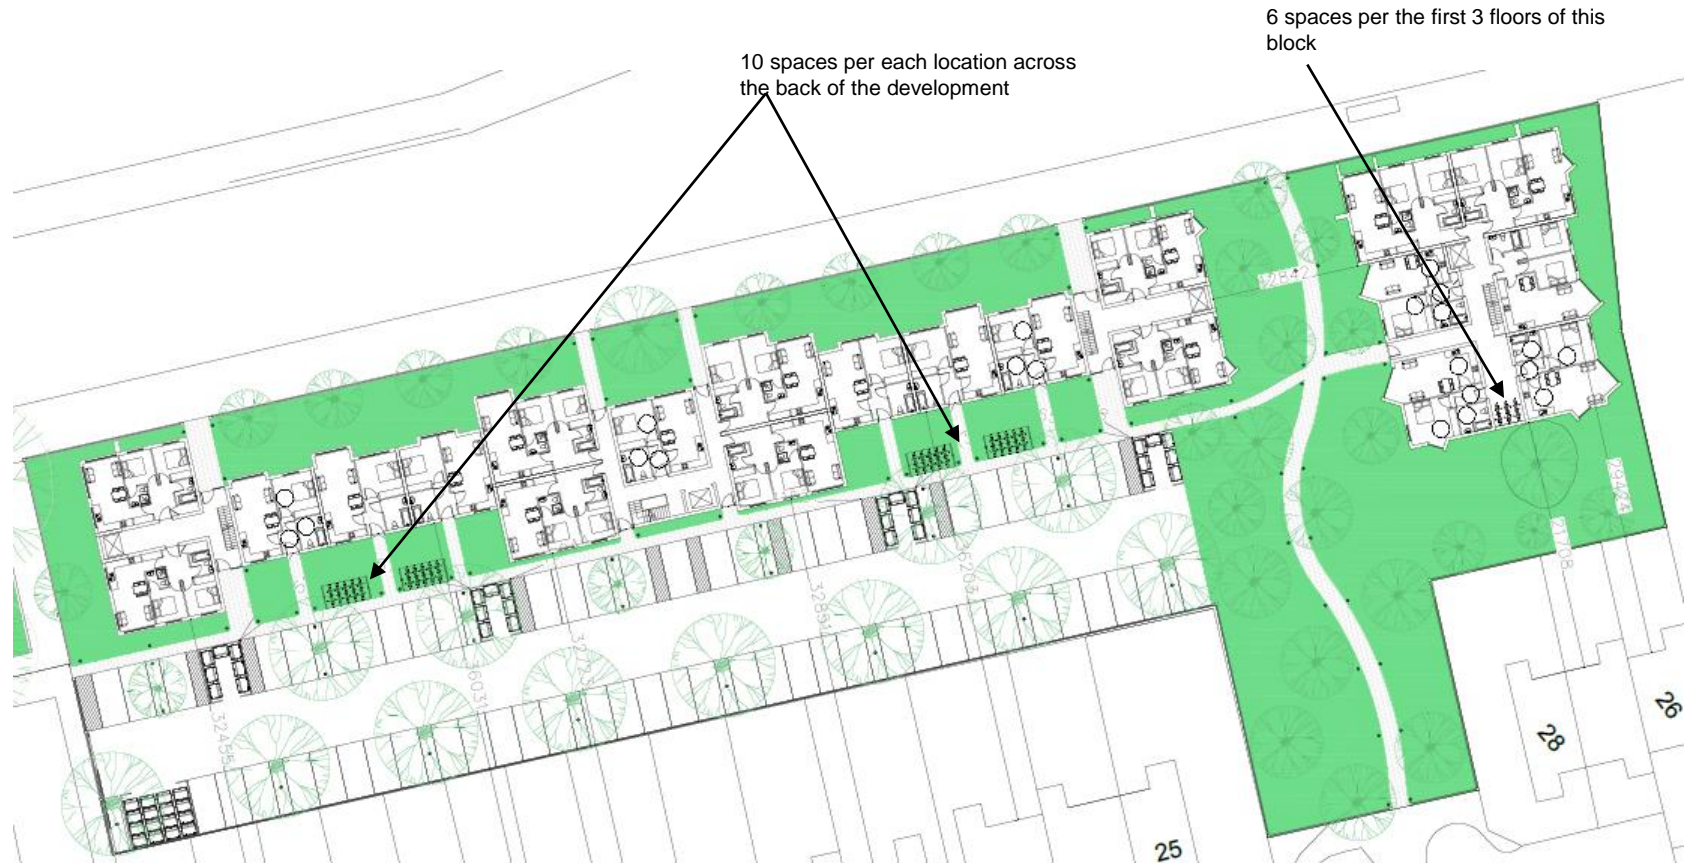 6 spaces per the first 3 floors of this
block
10 spaces per each location across
the back of the development
25
28
26